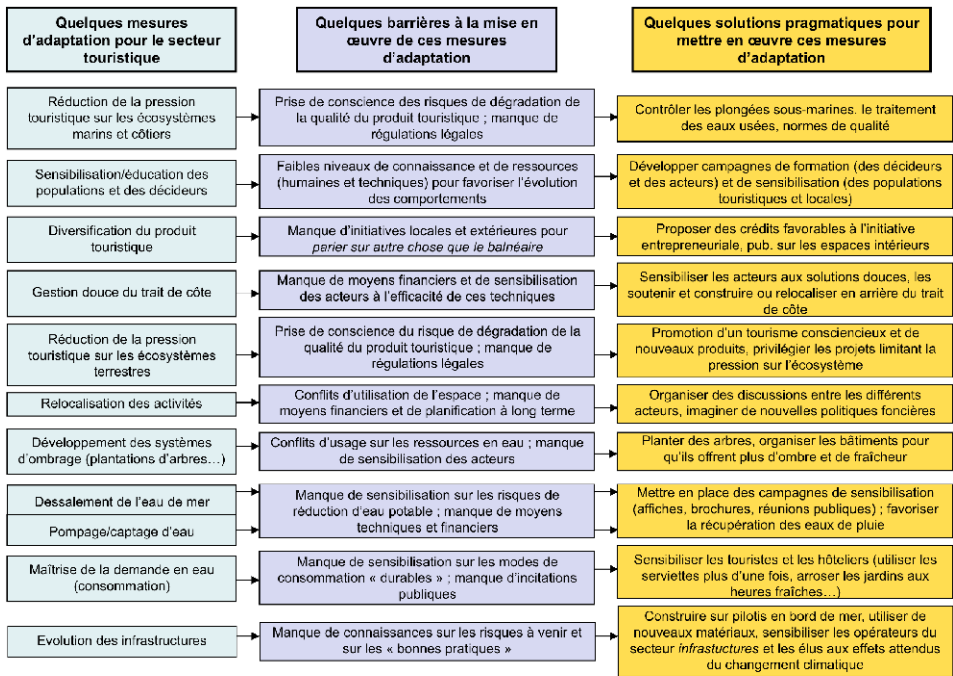 Quelques mesures
d'adaptation pour le secteur
touristique
Quelques barrières à la mise en
œuvre de ces mesures
d'adaptation
Quelques solutions pragmatiques pour
mettre en œuvre ces mesures
d'adaptation
Réduction de la pression
touristique sur les écosystèmes
marins et côtiers
Prise de conscience des risques de dégradation de
la qualité du produit touristique ; manque de
régulations légales
Contrôler les plongées sous-marines. le traitement
des eaux usées, normes de qualité
Sensibilisation/éducation des
populations et des décideurs
Faibles niveaux de connaissance et de ressources
(humaines et techniques) pour favoriser l'évolution
des comportements
Développer campagnes de formation (des décideurs
et des acteurs) et de sensibilisation (des populations
touristiques et locales)
Diversification du produit
touristique
Manque d'initiatives locales et extérieures pour
parier sur autre chose que le balnéaire
Proposer des crédits favorables à l'initiative
entrepreneuriale, pub. sur les espaces intérieurs
Gestion douce du trait de côte
Manque de moyens financiers et de sensibilisation
des acteurs à l'efficacité de ces techniques
Sensibiliser les acteurs aux solutions douces, les
soutenir et construire ou relocaliser en arrière du trait
de côte
Réduction de la pression
touristique sur les écosystèmes
terrestres
Prise de conscience du risque de dégradation de la
qualité du produit touristique ; manque de
régulations légales
Promotion d'un tourisme consciencieux et de
nouveaux produits, privilégier les projets limitant la
pression sur l'écosystème
Relocalisation des activités
Conflits d'utilisation de l'espace ; manque de
moyens financiers et de planification à long terme
Organiser des discussions entre les différents
acteurs, imaginer de nouvelles politiques foncières
Développement des systèmes
d'ombrage (plantations d'arbres…)
Conflits d'usage sur les ressources en eau ; manque
de sensibilisation des acteurs
Planter des arbres, organiser les bâtiments pour
qu'ils offrent plus d'ombre et de fraîcheur
Dessalement de l'eau de mer
Pompage/captage d'eau
Manque de sensibilisation sur les risques de
réduction d'eau potable ; manque de moyens
techniques et financiers
Mettre en place des campagnes de sensibilisation
(affiches, brochures, réunions publiques) ; favoriser
la récupération des eaux de pluie
Maîtrise de la demande en eau
(consommation)
Manque de sensibilisation sur les modes de
consommation « durables » ; manque d'incitations
publiques
Sensibiliser les touristes et les hôteliers (utiliser les
serviettes plus d'une fois, arroser les jardins aux
heures fraîches…)
Evolution des infrastructures
Manque de connaissances sur les risques à venir et
sur les « bonnes pratiques »
Construire sur pilotis en bord de mer, utiliser de
nouveaux matériaux, sensibiliser les opérateurs du
secteur infrastuctures et les élus aux effets attendus
du changement climatique